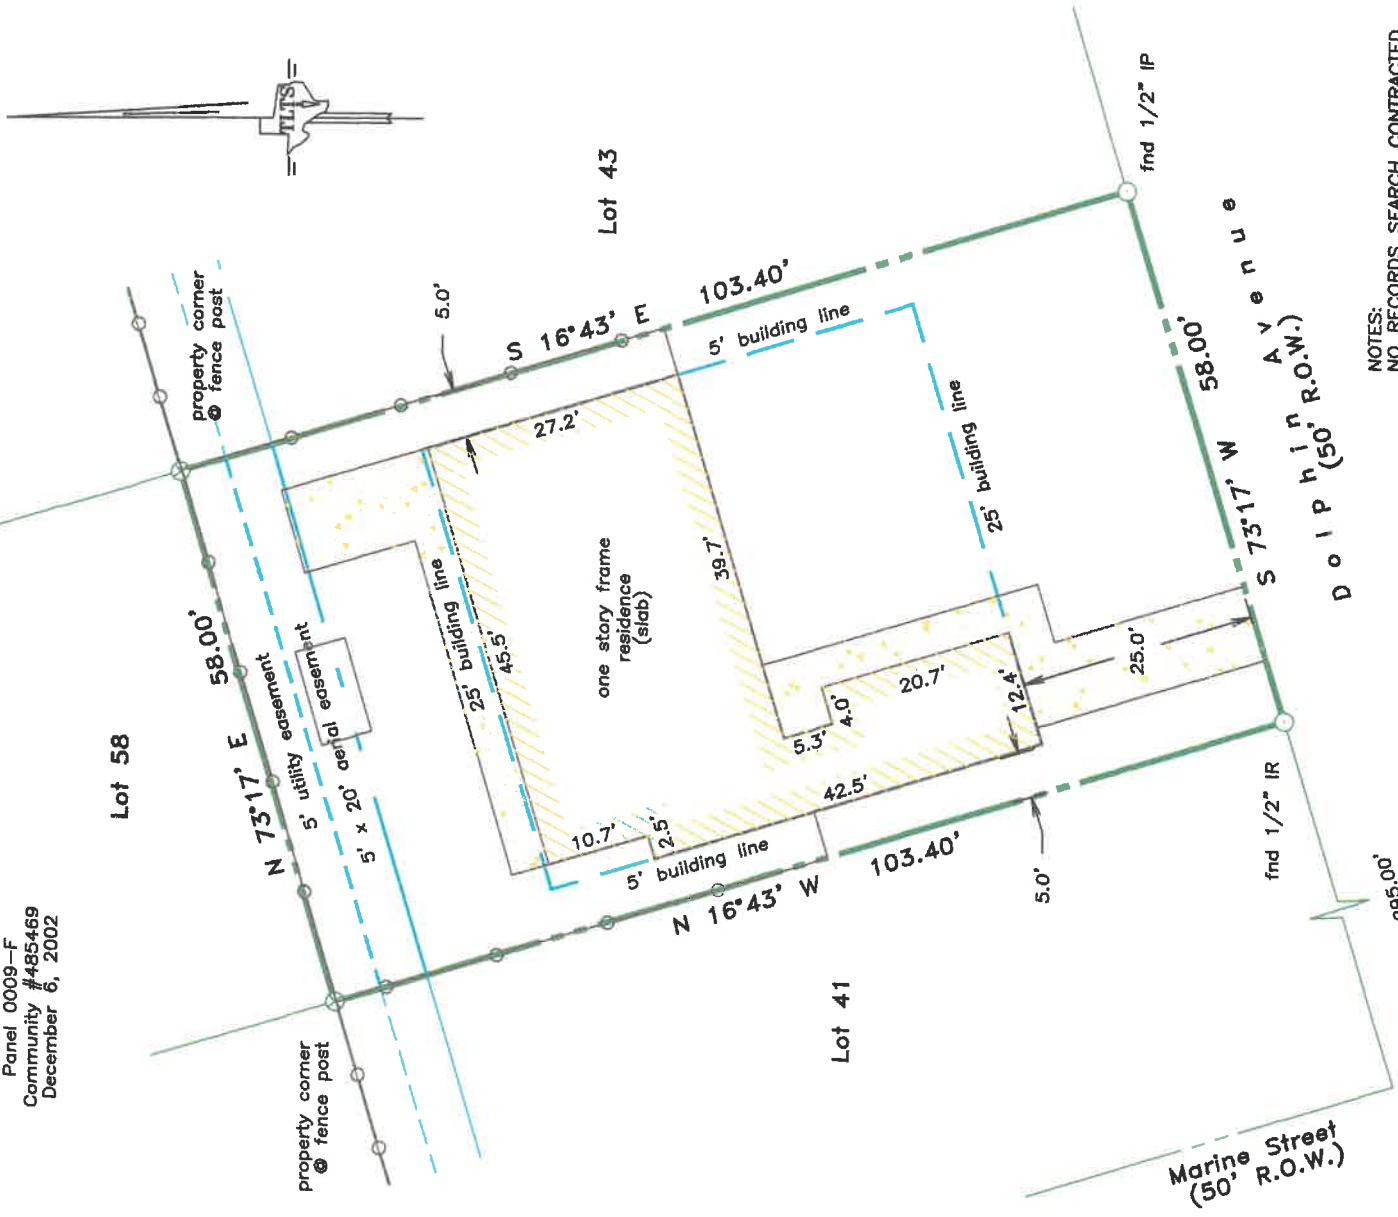 Panel 0009-F
Community #485469
December 6, 2002
TLTS
Lot 58
Lot 43
Lot 41
property corner
@ fence post
property corner
@ fence post
N 73°17' E
58.00'
5' utility easement
5' x 20' aerial easement
S 16°43' E
103.40'
5.0'
5' building line
25' building line
45.5'
27.2'
one story frame
residence
(slab)
39.7'
25' building line
10.7'
2.5'
5' building line
42.5'
5.3'
4.0'
20.7'
12.4'
25.0'
N 16°43' W
103.40'
5.0'
fnd 1/2" IP
fnd 1/2" IR
S 73°17' W
58.00'
Dolphin Avenue
(50' R.O.W.)
Marine Street
(50' R.O.W.)
NOTES:
NO RECORDS SEARCH CONTRACTED